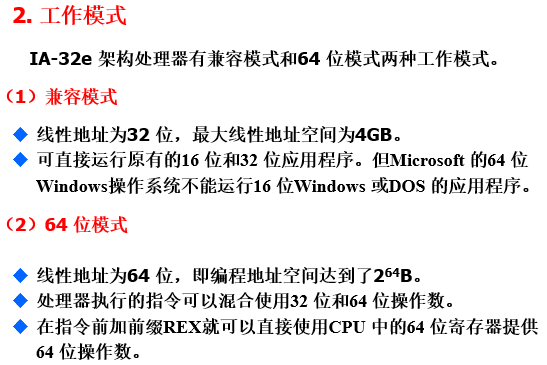 2. 工作模式
IA-32e 架构处理器有兼容模式和64 位模式两种工作模式。
（1）兼容模式
◆ 线性地址为32 位，最大线性地址空间为4GB。
◆ 可直接运行原有的16 位和32 位应用程序。但Microsoft 的64 位
Windows操作系统不能运行16 位Windows 或DOS 的应用程序。
（2）64 位模式
◆ 线性地址为64 位，即编程地址空间达到了2⁶⁴B。
◆ 处理器执行的指令可以混合使用32 位和64 位操作数。
◆ 在指令前加前缀REX就可以直接使用CPU 中的64 位寄存器提供
64 位操作数。